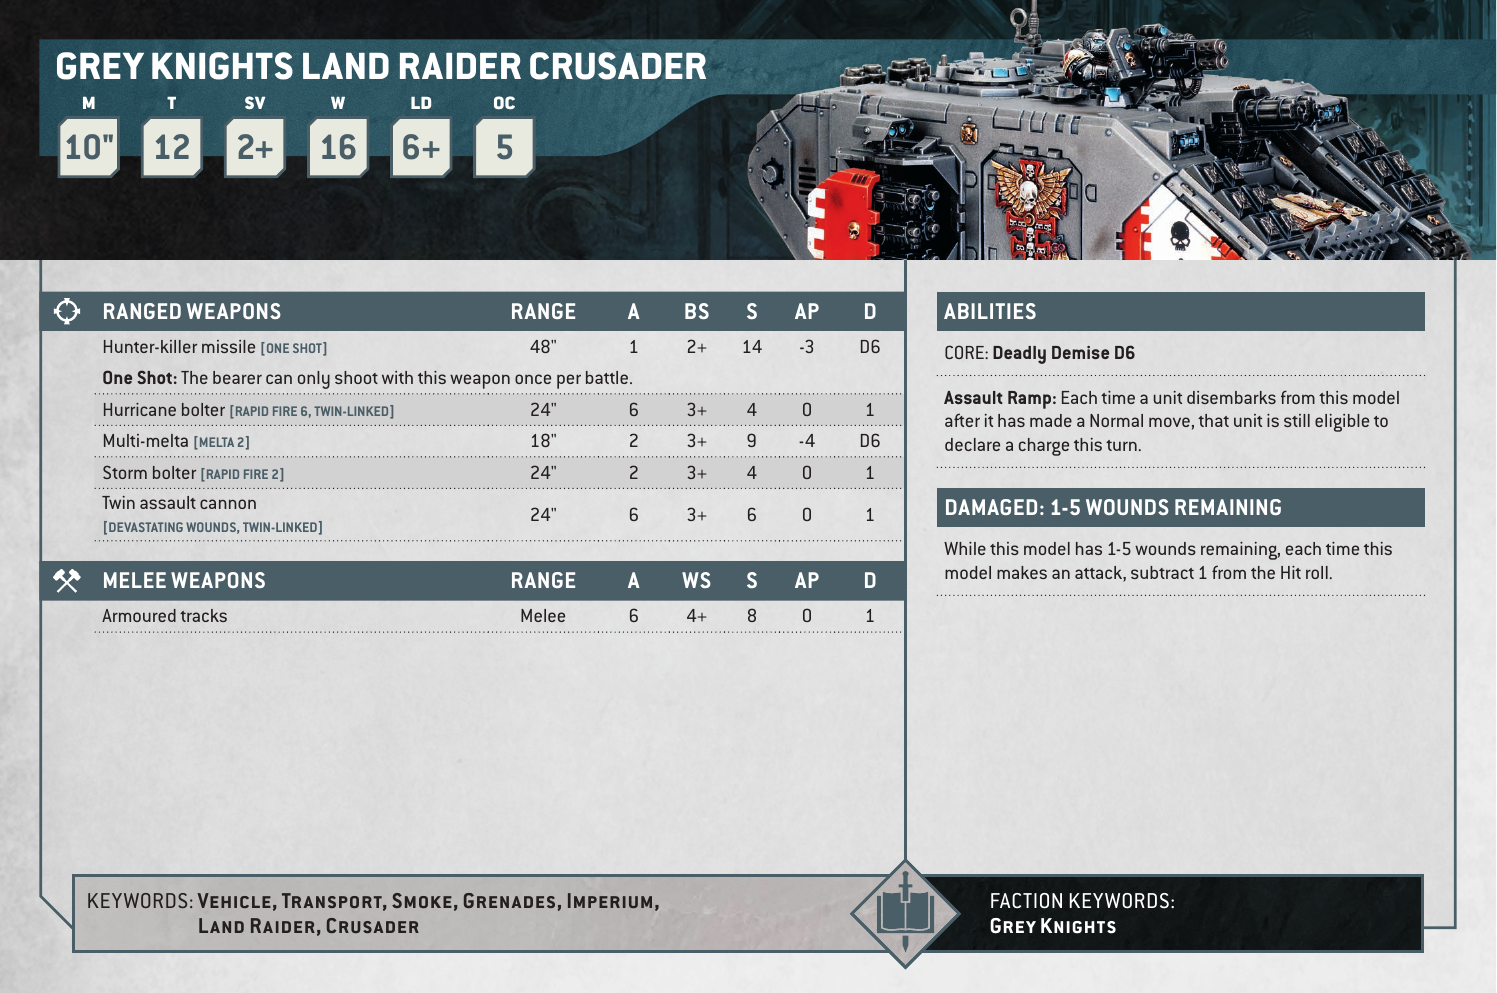 GREY KNIGHTS LAND RAIDER CRUSADER
M T SV W LD OC
10" 12 2+ 16 6+ 5
RANGED WEAPONS RANGE A BS S AP D
Hunter-killer missile [ONE SHOT] 48" 1 2+ 14 -3 D6
One Shot: The bearer can only shoot with this weapon once per battle.
Hurricane bolter [RAPID FIRE 6, TWIN-LINKED] 24" 6 3+ 4 0 1
Multi-melta [MELTA 2] 18" 2 3+ 9 -4 D6
Storm bolter [RAPID FIRE 2] 24" 2 3+ 4 0 1
Twin assault cannon
[DEVASTATING WOUNDS, TWIN-LINKED] 24" 6 3+ 6 0 1
MELEE WEAPONS RANGE A WS S AP D
Armoured tracks Melee 6 4+ 8 0 1
ABILITIES
CORE: Deadly Demise D6
Assault Ramp: Each time a unit disembarks from this model
after it has made a Normal move, that unit is still eligible to
declare a charge this turn.
DAMAGED: 1-5 WOUNDS REMAINING
While this model has 1-5 wounds remaining, each time this
model makes an attack, subtract 1 from the Hit roll.
KEYWORDS: VEHICLE, TRANSPORT, SMOKE, GRENADES, IMPERIUM,
LAND RAIDER, CRUSADER
FACTION KEYWORDS:
GREY KNIGHTS